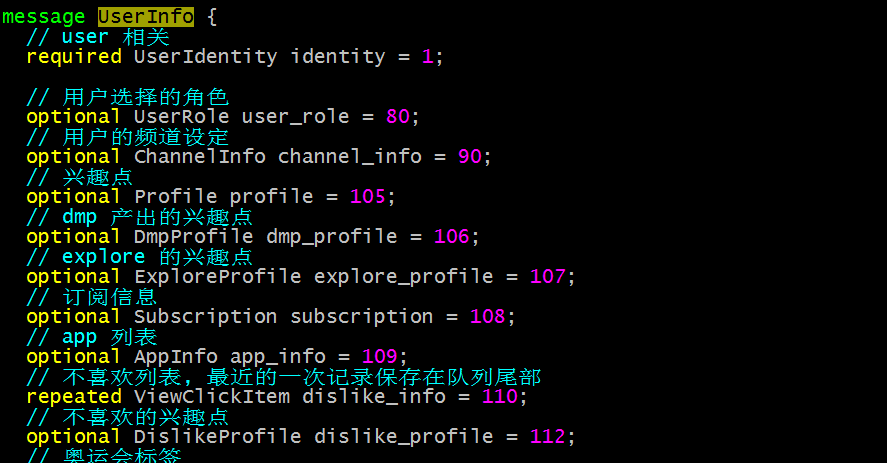 message UserInfo {
// user 相关
required UserIdentity identity = 1;
// 用户选择的角色
optional UserRole user_role = 80;
// 用户的频道设定
optional ChannelInfo channel_info = 90;
// 兴趣点
optional Profile profile = 105;
// dmp 产出的兴趣点
optional DmpProfile dmp_profile = 106;
// explore 的兴趣点
optional ExploreProfile explore_profile = 107;
// 订阅信息
optional Subscription subscription = 108;
// app 列表
optional AppInfo app_info = 109;
// 不喜欢列表，最近的一次记录保存在队列尾部
repeated ViewClickItem dislike_info = 110;
// 不喜欢的兴趣点
optional DislikeProfile dislike_profile = 112;
// 奥运会标签